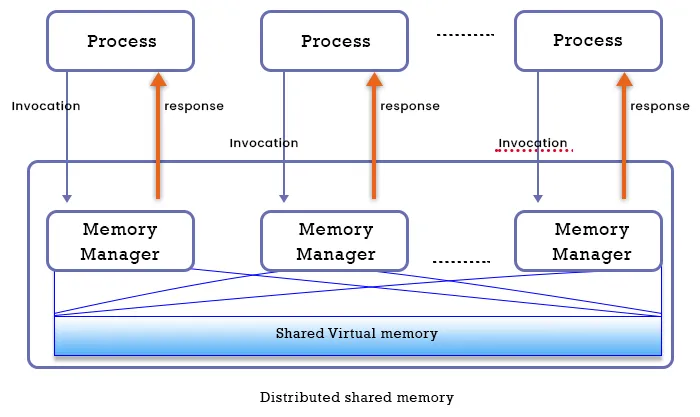 Process
Process
Process
Invocation
response
response
response
Invocation
Invocation
Memory
Manager
Memory
Manager
Memory
Manager
Shared Virtual memory
Distributed shared memory